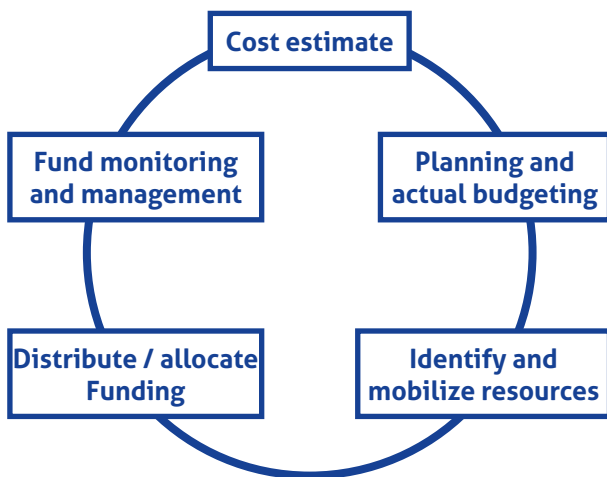 Cost estimate
Fund monitoring
and management
Planning and
actual budgeting
Distribute / allocate
Funding
Identify and
mobilize resources